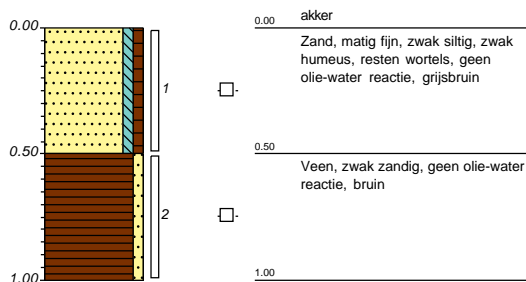 0.00
0.50
1.00
1
2
0.00
akker
Zand, matig fijn, zwak siltig, zwak
humeus, resten wortels, geen
olie-water reactie, grijsbruin
0.50
Veen, zwak zandig, geen olie-water
reactie, bruin
1.00